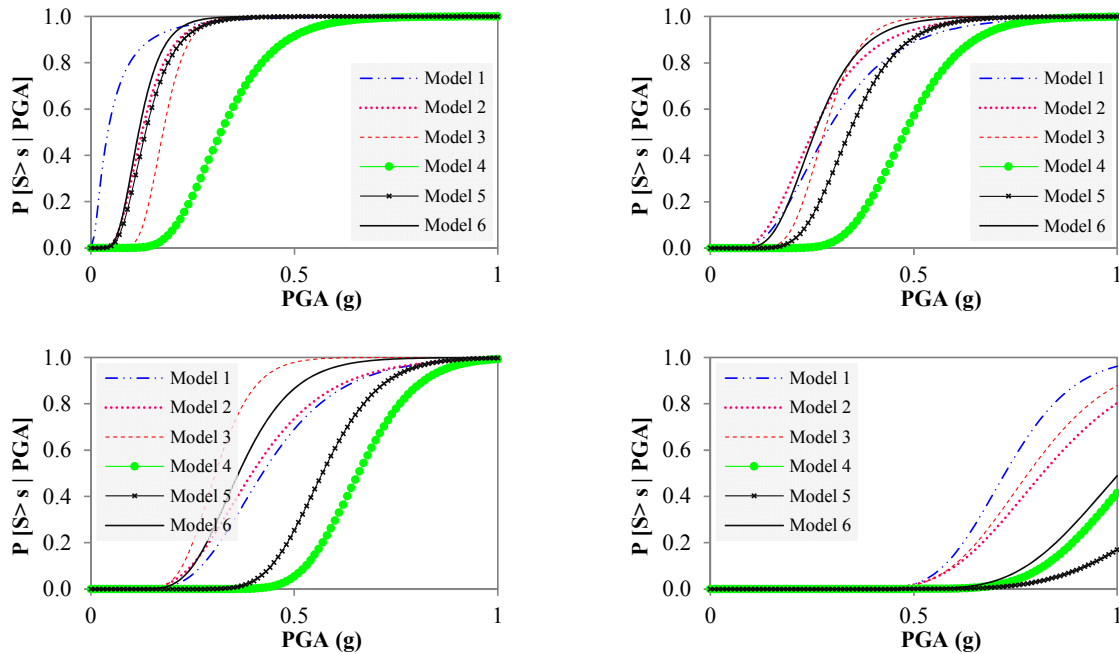 P [S> s | PGA]
1.0
0.8
0.6
0.4
0.2
0.0
Model 1
Model 2
Model 3
Model 4
Model 5
Model 6
0
0.5
1
PGA (g)
P [S> s | PGA]
1.0
0.8
0.6
0.4
0.2
0.0
Model 1
Model 2
Model 3
Model 4
Model 5
Model 6
0
0.5
1
PGA (g)
P [S> s | PGA]
1.0
0.8
0.6
0.4
0.2
0.0
Model 1
Model 2
Model 3
Model 4
Model 5
Model 6
0
0.5
1
PGA (g)
P [S> s | PGA]
1.0
0.8
0.6
0.4
0.2
0.0
Model 1
Model 2
Model 3
Model 4
Model 5
Model 6
0
0.5
1
PGA (g)